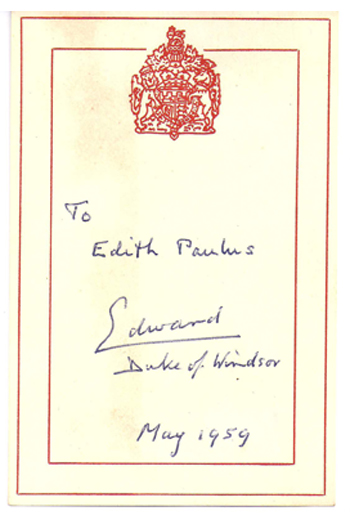 To
Edith Paulus
Edward
Duke of Windsor
May 1959